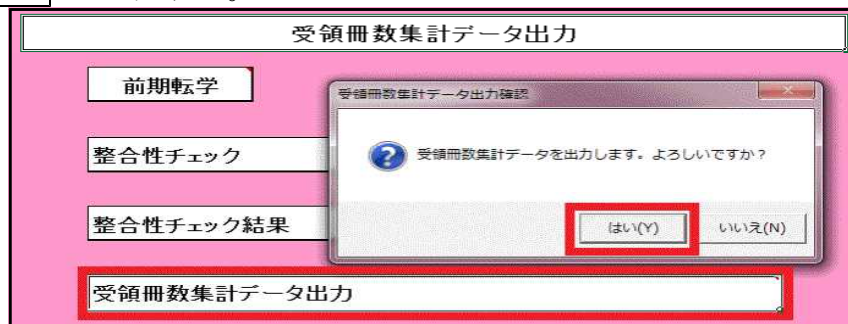 受領冊数集計データ出力
前期転学
受領冊数集計データ出力確認
整合性チェック
受領冊数集計データを出力します。よろしいですか?
整合性チェック結果
はい(Y)
いいえ(N)
受領冊数集計データ出力